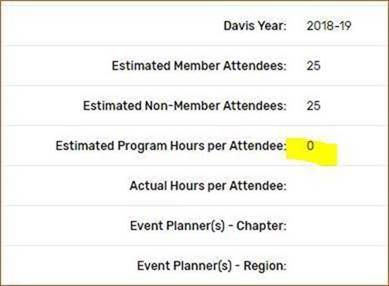 Davis Year: 2018-19
Estimated Member Attendees: 25
Estimated Non-Member Attendees: 25
Estimated Program Hours per Attendee: 0
Actual Hours per Attendee:
Event Planner(s) - Chapter:
Event Planner(s) - Region: